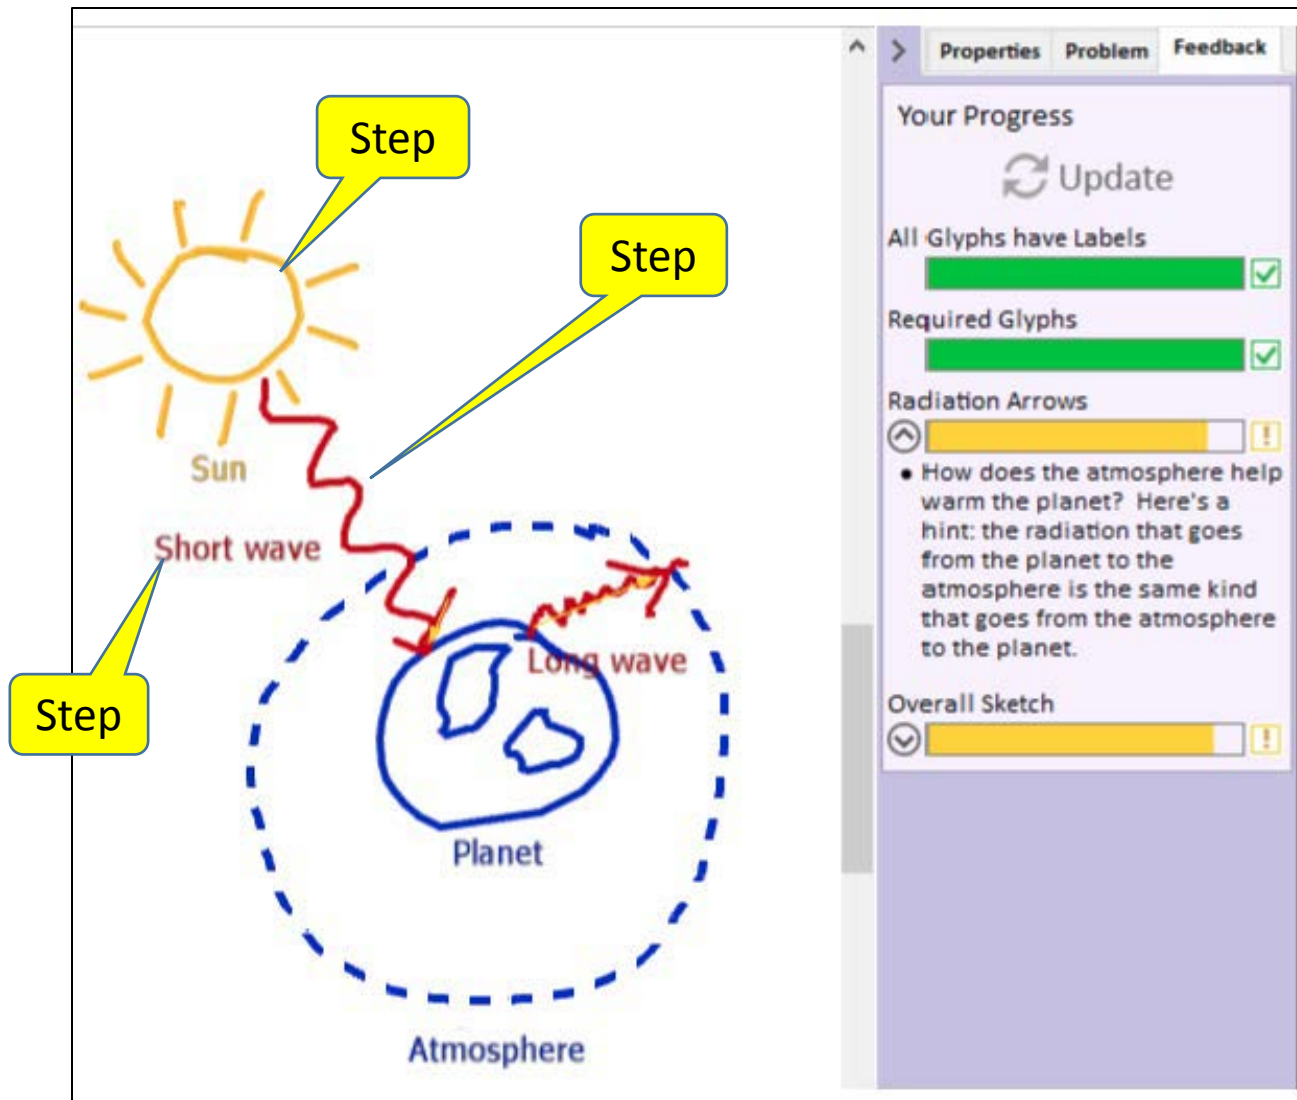 Step
Step
Sun
Short wave
Long wave
Step
Planet
Atmosphere
Properties Problem Feedback
Your Progress
Update
All Glyphs have Labels
Required Glyphs
Radiation Arrows
!
• How does the atmosphere help
warm the planet? Here's a
hint: the radiation that goes
from the planet to the
atmosphere is the same kind
that goes from the atmosphere
to the planet.
Overall Sketch
!